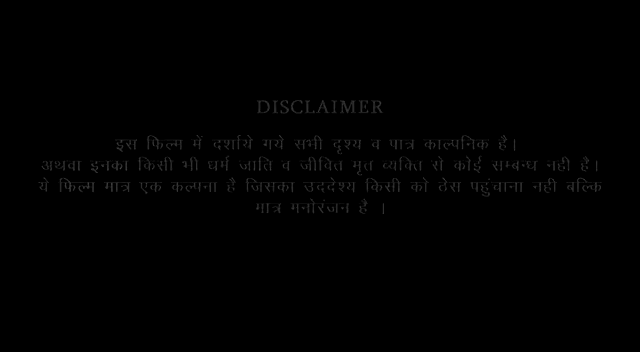 DISCLAIMER
इस फिल्म में दर्शाये गये सभी दृश्य व पात्र काल्पनिक है।
अथवा इनका किसी भी धर्म जाति व जीवित मृत व्यक्ति से कोई सम्बन्ध नही है।
ये फिल्म मात्र एक कल्पना है जिसका उददेश्य किसी को ठेस पहुंचाना नही बल्कि
मात्र मनोरंजन है ।